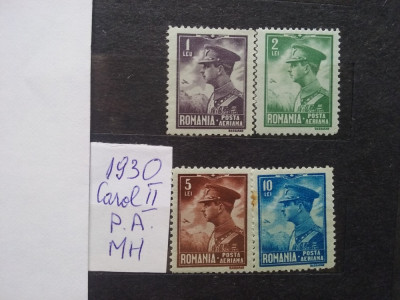 1
LEU
ROMANIA
POSTA
AERIANA
2
LEI
ROMANIA
POSTA
AERIANA
1930
Carol II
P.A.
MH
5
LEI
ROMANIA
POSTA
AERIANA
10
LEI
ROMANIA
POSTA
AERIANA